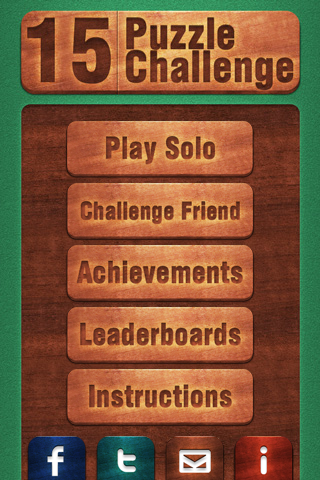 15 Puzzle
Challenge
Play Solo
Challenge Friend
Achievements
Leaderboards
Instructions
f t i